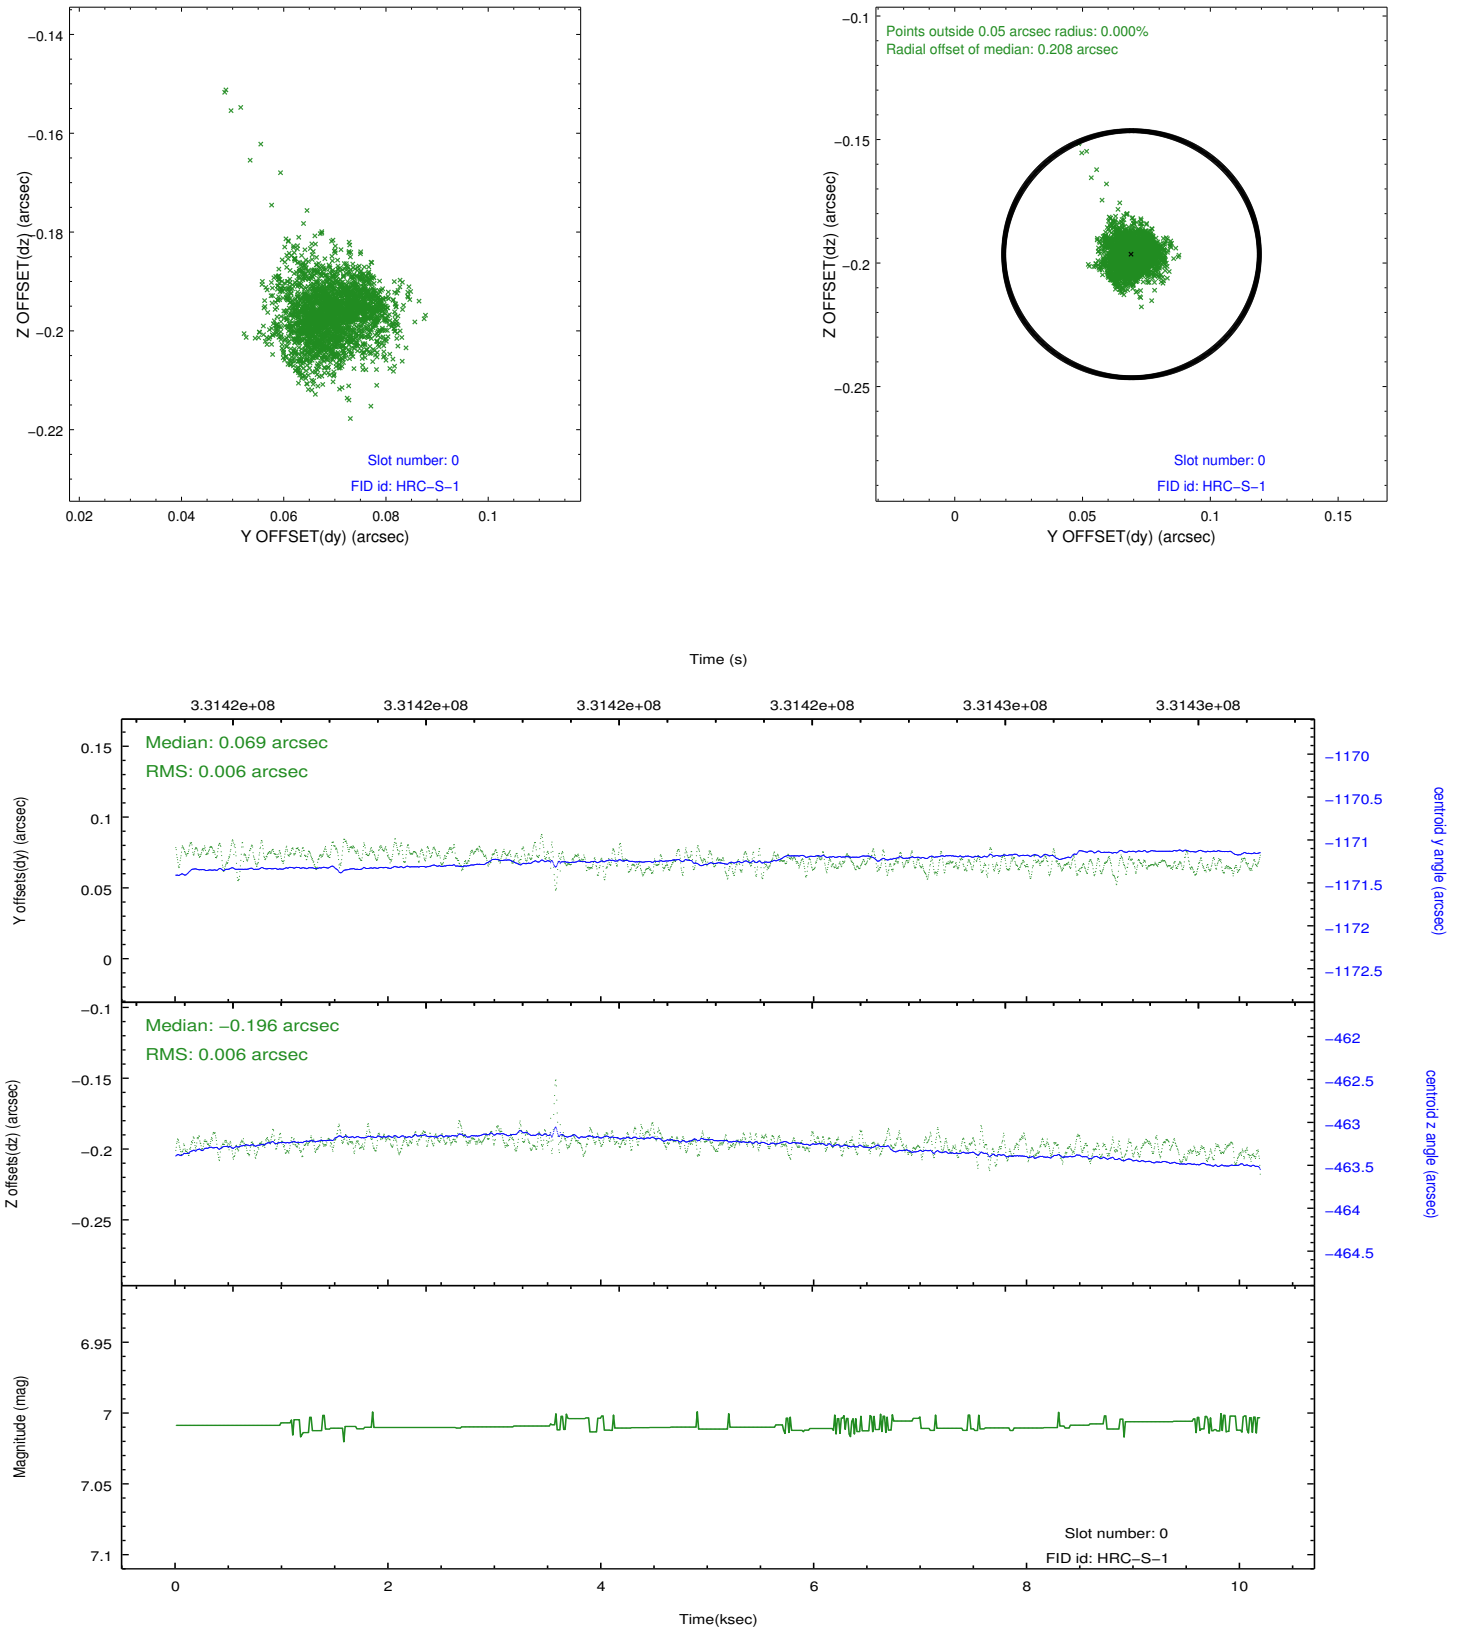 −0.14
−0.16
−0.18
−0.2
−0.22
Z OFFSET(dz) (arcsec)
Slot number: 0
FID id: HRC−S−1
0.02 0.04 0.06 0.08 0.1
Y OFFSET(dy) (arcsec)
Points outside 0.05 arcsec radius: 0.000%
Radial offset of median: 0.208 arcsec
−0.1
−0.15
−0.2
−0.25
Z OFFSET(dz) (arcsec)
Slot number: 0
FID id: HRC−S−1
0 0.05 0.1 0.15
Y OFFSET(dy) (arcsec)
Time (s)
3.3142e+08 3.3142e+08 3.3142e+08 3.3142e+08 3.3143e+08 3.3143e+08
Median: 0.069 arcsec
RMS: 0.006 arcsec
0.15
0.1
0.05
0
Y offsets(dy) (arcsec)
−1170
−1170.5
−1171
−1171.5
−1172
−1172.5
centroid y angle (arcsec)
Median: −0.196 arcsec
RMS: 0.006 arcsec
−0.1
−0.15
−0.2
−0.25
Z offsets(dz) (arcsec)
−462
−462.5
−463
−463.5
−464
−464.5
centroid z angle (arcsec)
6.95
7
7.05
7.1
Magnitude (mag)
Slot number: 0
FID id: HRC−S−1
0 2 4 6 8 10
Time(ksec)